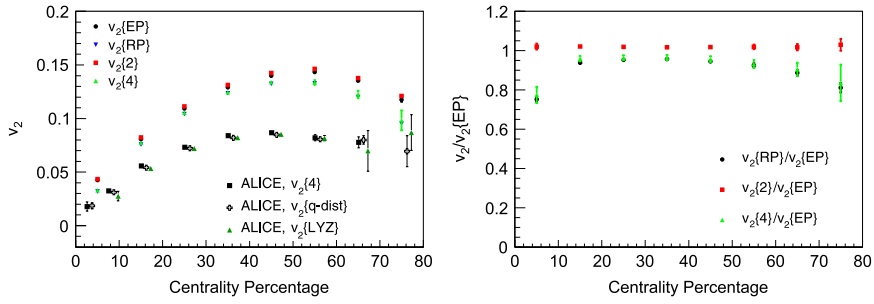 0.2
0.15
0.1
0.05
0
v₂
v₂{EP}
v₂{RP}
v₂{2}
v₂{4}
ALICE, v₂{4}
ALICE, v₂{q-dist}
ALICE, v₂{LYZ}
0 10 20 30 40 50 60 70 80
Centrality Percentage
1.2
1
0.8
0.6
0.4
0.2
0
v₂/v₂{EP}
v₂{RP}/v₂{EP}
v₂{2}/v₂{EP}
v₂{4}/v₂{EP}
0 10 20 30 40 50 60 70 80
Centrality Percentage